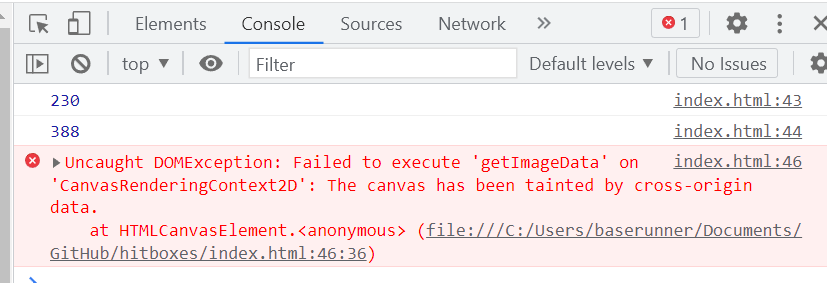 Elements Console Sources Network » 1
top ▼ Filter Default levels ▼ No Issues
230 index.html:43
388 index.html:44
▶Uncaught DOMException: Failed to execute 'getImageData' on index.html:46
'CanvasRenderingContext2D': The canvas has been tainted by cross-origin
data.
at HTMLCanvasElement.<anonymous> (file:///C:/Users/baserunner/Documents/
GitHub/hitboxes/index.html:46:36)